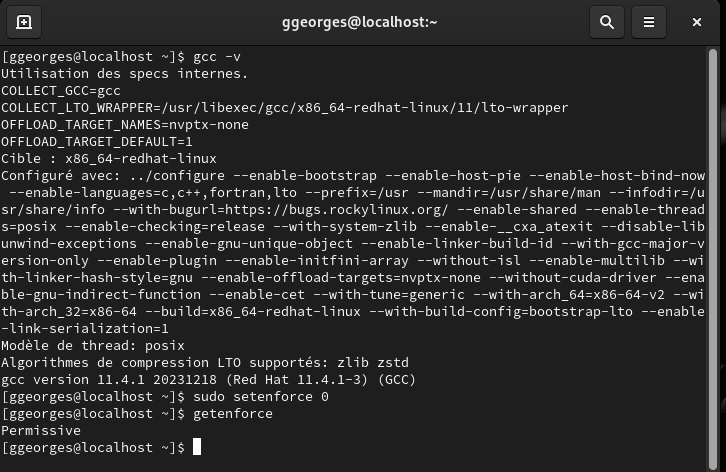 ggeorges@localhost:~
[ggeorges@localhost ~]$ gcc -v
Utilisation des specs internes.
COLLECT_GCC=gcc
COLLECT_LTO_WRAPPER=/usr/libexec/gcc/x86_64-redhat-linux/11/lto-wrapper
OFFLOAD_TARGET_NAMES=nvptx-none
OFFLOAD_TARGET_DEFAULT=1
Cible : x86_64-redhat-linux
Configuré avec: ../configure --enable-bootstrap --enable-host-pie --enable-host-bind-now
 --enable-languages=c,c++,fortran,lto --prefix=/usr --mandir=/usr/share/man --infodir=/u
sr/share/info --with-bugurl=https://bugs.rockylinux.org/ --enable-shared --enable-thread
s=posix --enable-checking=release --with-system-zlib --enable-__cxa_atexit --disable-lib
unwind-exceptions --enable-gnu-unique-object --enable-linker-build-id --with-gcc-major-v
ersion-only --enable-plugin --enable-initfini-array --without-isl --enable-multilib --wi
th-linker-hash-style=gnu --enable-offload-targets=nvptx-none --without-cuda-driver --ena
ble-gnu-indirect-function --enable-cet --with-tune=generic --with-arch_64=x86-64-v2 --wi
th-arch_32=x86-64 --build=x86_64-redhat-linux --with-build-config=bootstrap-lto --enable
-link-serialization=1
Modèle de thread: posix
Algorithmes de compression LTO supportés: zlib zstd
gcc version 11.4.1 20231218 (Red Hat 11.4.1-3) (GCC)
[ggeorges@localhost ~]$ sudo setenforce 0
[ggeorges@localhost ~]$ getenforce
Permissive
[ggeorges@localhost ~]$